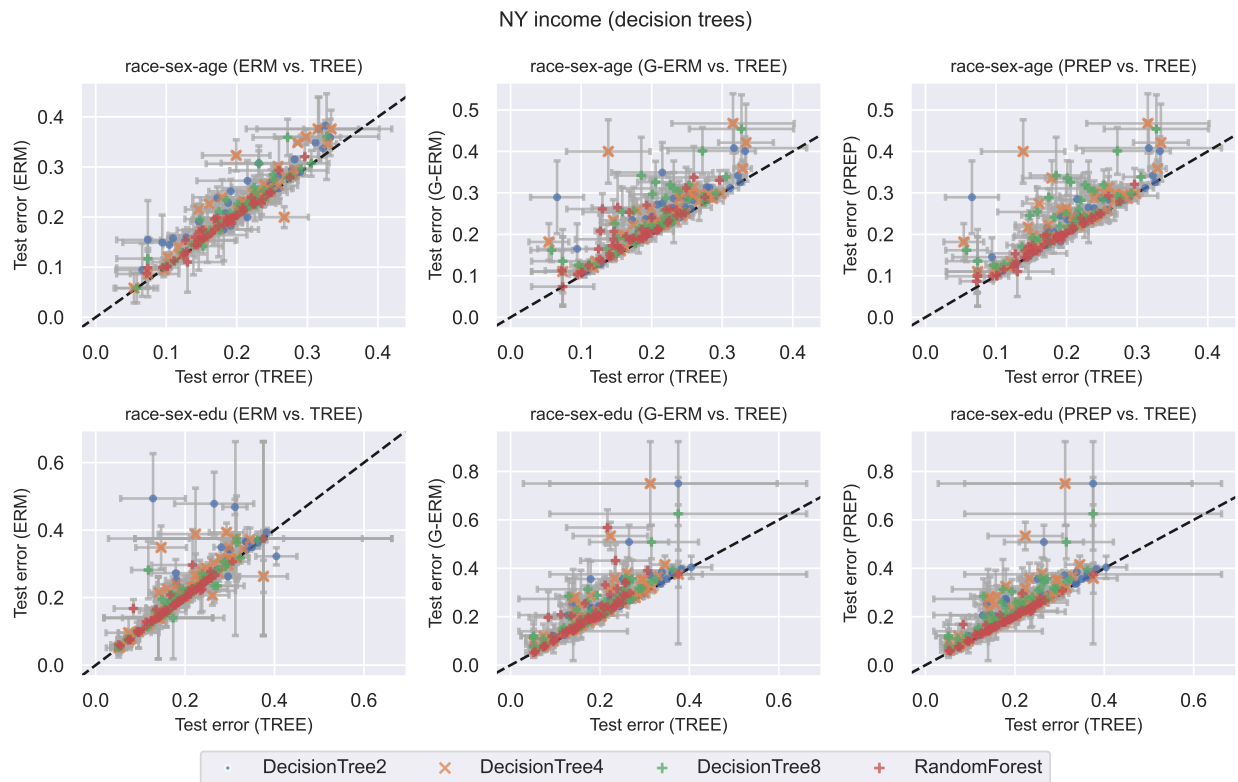 NY income (decision trees)
race-sex-age (ERM vs. TREE)
race-sex-age (G-ERM vs. TREE)
race-sex-age (PREP vs. TREE)
Test error (ERM)
0.4
0.3
0.2
0.1
0.0
0.0 0.1 0.2 0.3 0.4
Test error (TREE)
Test error (G-ERM)
0.5
0.4
0.3
0.2
0.1
0.0
0.0 0.1 0.2 0.3 0.4
Test error (TREE)
Test error (PREP)
0.5
0.4
0.3
0.2
0.1
0.0
0.0 0.1 0.2 0.3 0.4
Test error (TREE)
race-sex-edu (ERM vs. TREE)
race-sex-edu (G-ERM vs. TREE)
race-sex-edu (PREP vs. TREE)
Test error (ERM)
0.6
0.4
0.2
0.0
0.0 0.2 0.4 0.6
Test error (TREE)
Test error (G-ERM)
0.8
0.6
0.4
0.2
0.0
0.0 0.2 0.4 0.6
Test error (TREE)
Test error (PREP)
0.8
0.6
0.4
0.2
0.0
0.0 0.2 0.4 0.6
Test error (TREE)
DecisionTree2 DecisionTree4 DecisionTree8 RandomForest